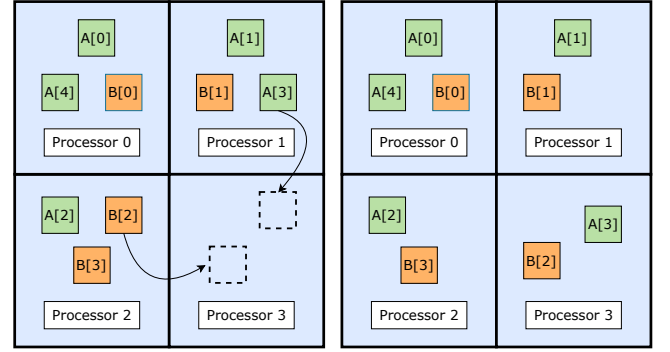 A[0]
A[4] B[0]
Processor 0
A[1]
B[1] A[3]
Processor 1
A[2] B[2]
B[3]
Processor 2
Processor 3
A[0]
A[4] B[0]
Processor 0
A[1]
B[1]
Processor 1
A[2]
B[3]
Processor 2
A[3]
B[2]
Processor 3